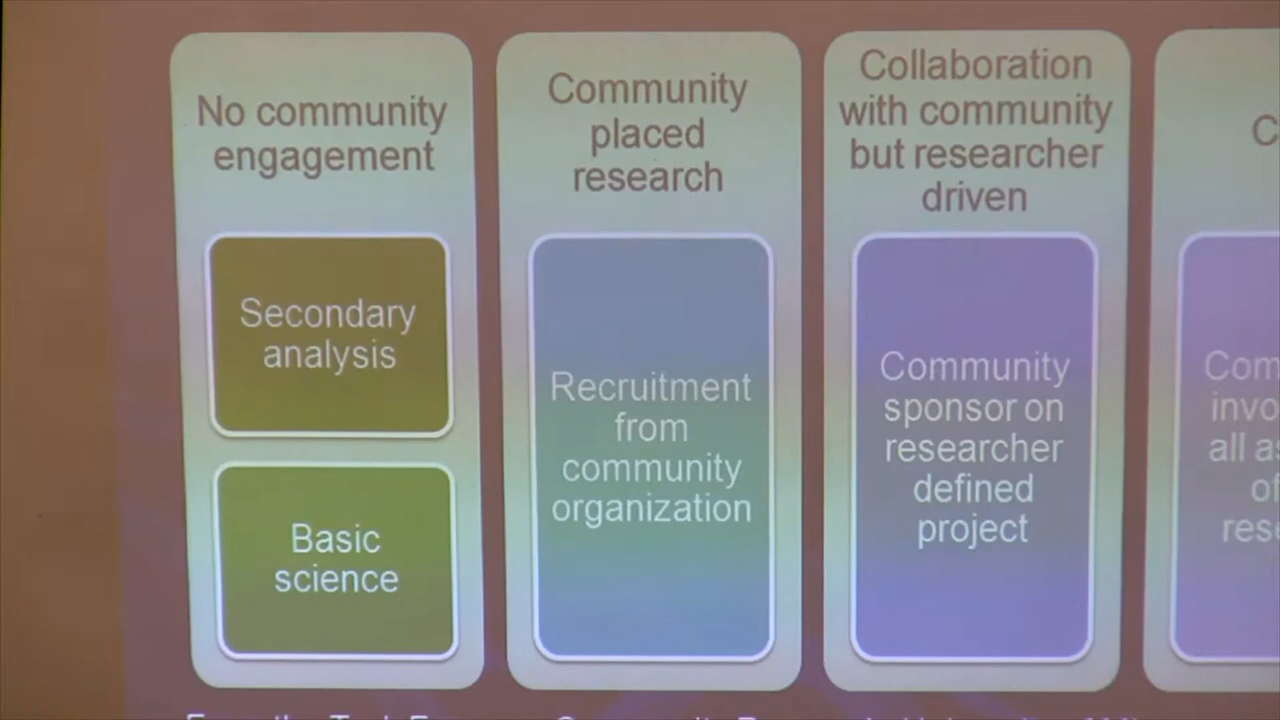 No community
engagement
Secondary
analysis
Basic
science
Community
placed
research
Recruitment
from
community
organization
Collaboration
with community
but researcher
driven
Community
sponsor on
researcher
defined
project